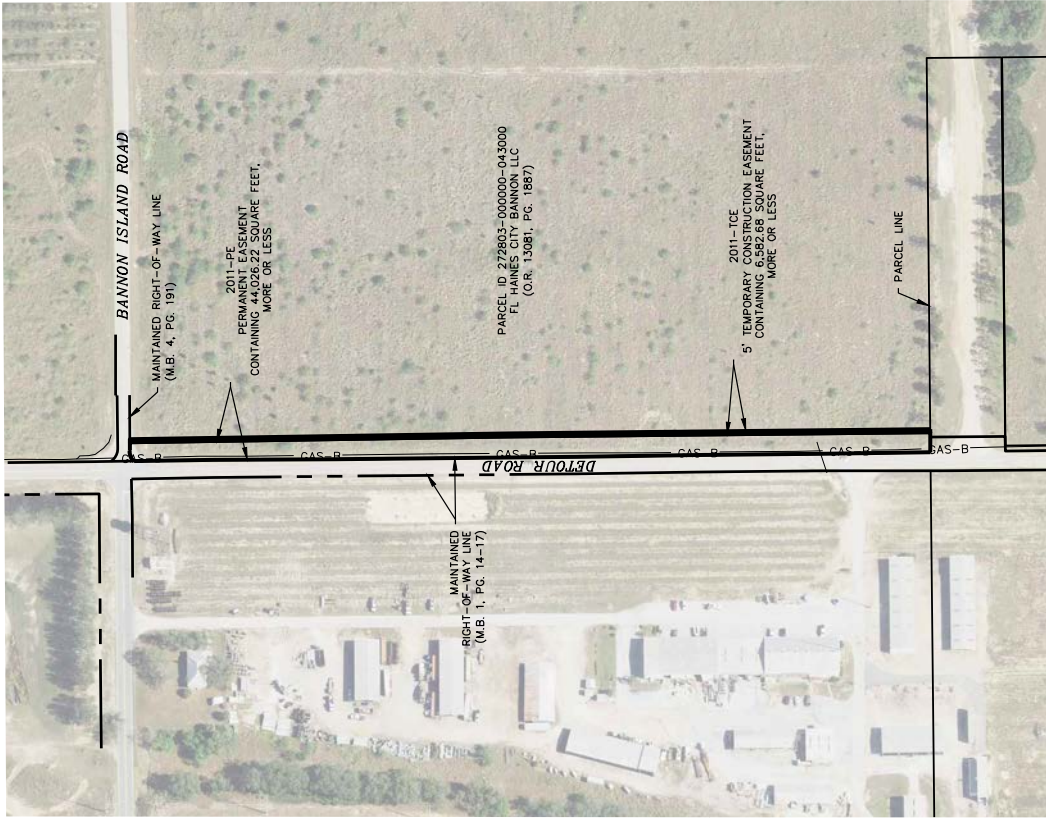 BANNON ISLAND ROAD
MAINTAINED RIGHT-OF-WAY LINE
(M.B. 4, PG. 191)
2011-PE
PERMANENT EASEMENT
CONTAINING 44,026.22 SQUARE FEET,
MORE OR LESS
PARCEL ID 272803-000000-043000
FL HAINES CITY BANNON LLC
(O.R. 13081, PG. 1887)
2011-TCE
5' TEMPORARY CONSTRUCTION EASEMENT
CONTAINING 6,582.68 SQUARE FEET,
MORE OR LESS
PARCEL LINE
GAS-B
GAS-B
GAS-B
GAS-B
GAS-B
GAS-B
DETOUR ROAD
MAINTAINED
RIGHT-OF-WAY LINE
(M.B. 1, PG. 14-17)